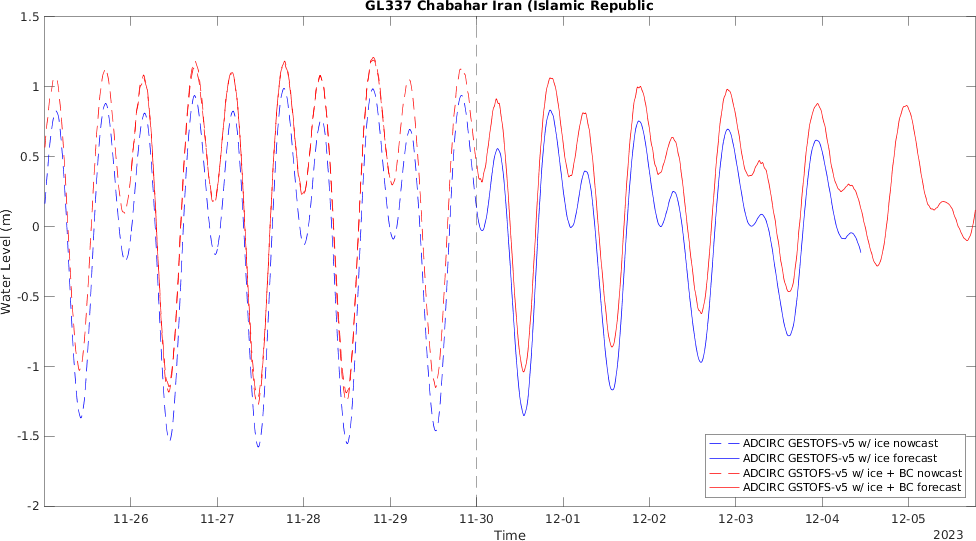 GL337 Chabahar Iran (Islamic Republic
1.5
1
0.5
0
-0.5
-1
-1.5
-2
Water Level (m)
11-26
11-27
11-28
11-29
11-30
12-01
12-02
12-03
12-04
12-05
Time
2023
ADCIRC GESTOFS-v5 w/ ice nowcast
ADCIRC GESTOFS-v5 w/ ice forecast
ADCIRC GSTOFS-v5 w/ ice + BC nowcast
ADCIRC GSTOFS-v5 w/ ice + BC forecast